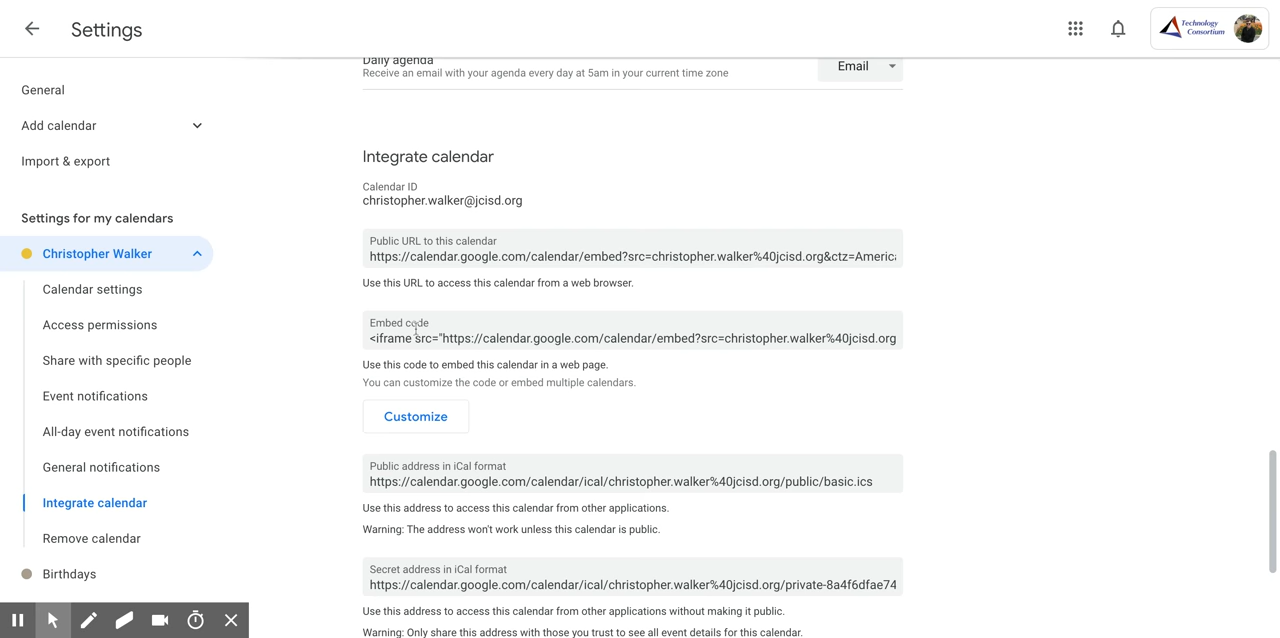 Settings
Technology
Consortium
General
Add calendar
Import & export
Settings for my calendars
Christopher Walker
Calendar settings
Access permissions
Share with specific people
Event notifications
All-day event notifications
General notifications
Integrate calendar
Remove calendar
Birthdays
Daily agenda
Receive an email with your agenda every day at 5am in your current time zone
Email
Integrate calendar
Calendar ID
christopher.walker@jcisd.org
Public URL to this calendar
https://calendar.google.com/calendar/embed?src=christopher.walker%40jcisd.org&ctz=America
Use this URL to access this calendar from a web browser.
Embed code
<iframe src="https://calendar.google.com/calendar/embed?src=christopher.walker%40jcisd.org
Use this code to embed this calendar in a web page.
You can customize the code or embed multiple calendars.
Customize
Public address in iCal format
https://calendar.google.com/calendar/ical/christopher.walker%40jcisd.org/public/basic.ics
Use this address to access this calendar from other applications.
Warning: The address won't work unless this calendar is public.
Secret address in iCal format
https://calendar.google.com/calendar/ical/christopher.walker%40jcisd.org/private-8a4f6dfae74
Use this address to access this calendar from other applications without making it public.
Warning: Only share this address with those you trust to see all event details for this calendar.